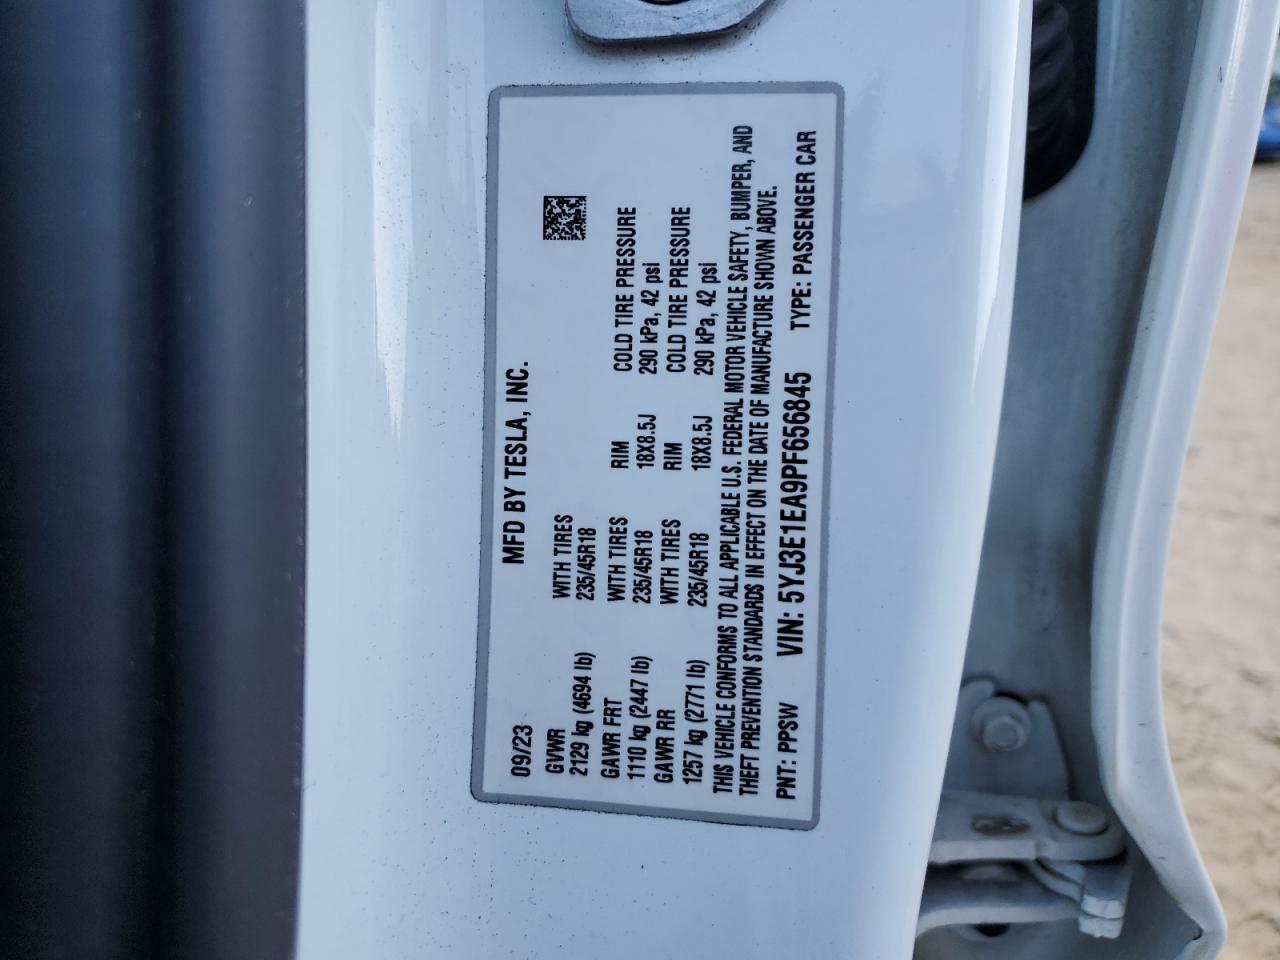 09/23 MFD BY TESLA, INC.
GVWR WITH TIRES
2129 kg (4694 lb) 235/45R18
GAWR FRT WITH TIRES RIM COLD TIRE PRESSURE
1110 kg (2447 lb) 235/45R18 18X8.5J 290 kPa, 42 psi
GAWR RR WITH TIRES RIM COLD TIRE PRESSURE
1257 kg (2771 lb) 235/45R18 18X8.5J 290 kPa, 42 psi
THIS VEHICLE CONFORMS TO ALL APPLICABLE U.S. FEDERAL MOTOR VEHICLE SAFETY, BUMPER, AND
THEFT PREVENTION STANDARDS IN EFFECT ON THE DATE OF MANUFACTURE SHOWN ABOVE.
PNT: PPSW VIN: 5YJ3E1EA9PF656845 TYPE: PASSENGER CAR